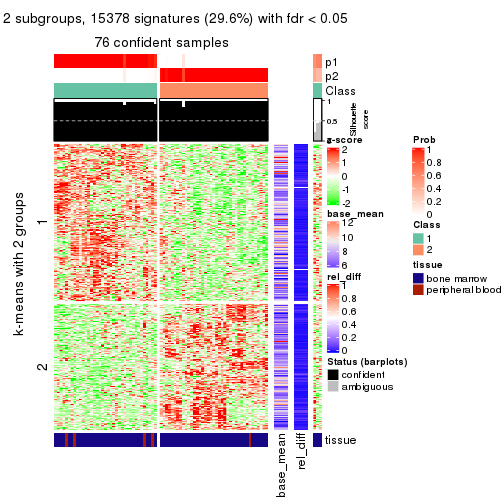 2 subgroups, 15378 signatures (29.6%) with fdr < 0.05
76 confident samples
p1
p2
Class
1
0.5
Silhouette
score
k-means with 2 groups
1
2
base_mean
rel_diff
tissue
z-score
2
1
0
-1
-2
base_mean
12
10
8
6
rel_diff
1
0.8
0.6
0.4
0.2
0
Status (barplots)
confident
ambiguous
Prob
1
0.8
0.6
0.4
0.2
0
Class
1
2
tissue
bone marrow
peripheral blood